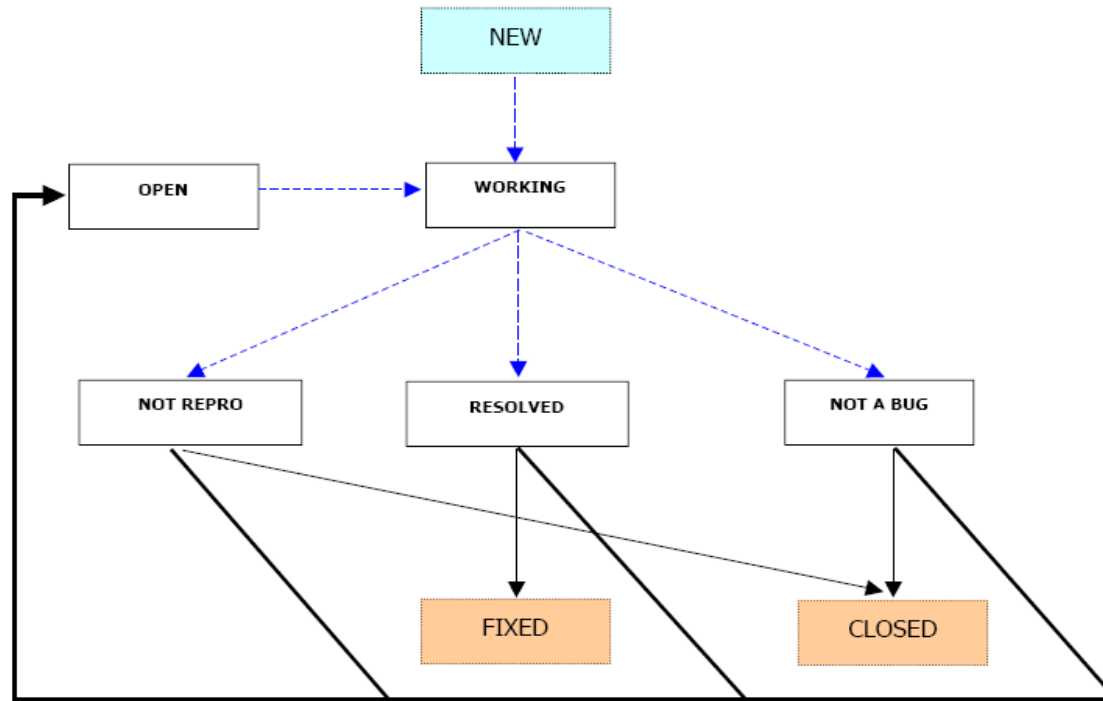 NEW
OPEN
WORKING
NOT REPRO
RESOLVED
NOT A BUG
FIXED
CLOSED